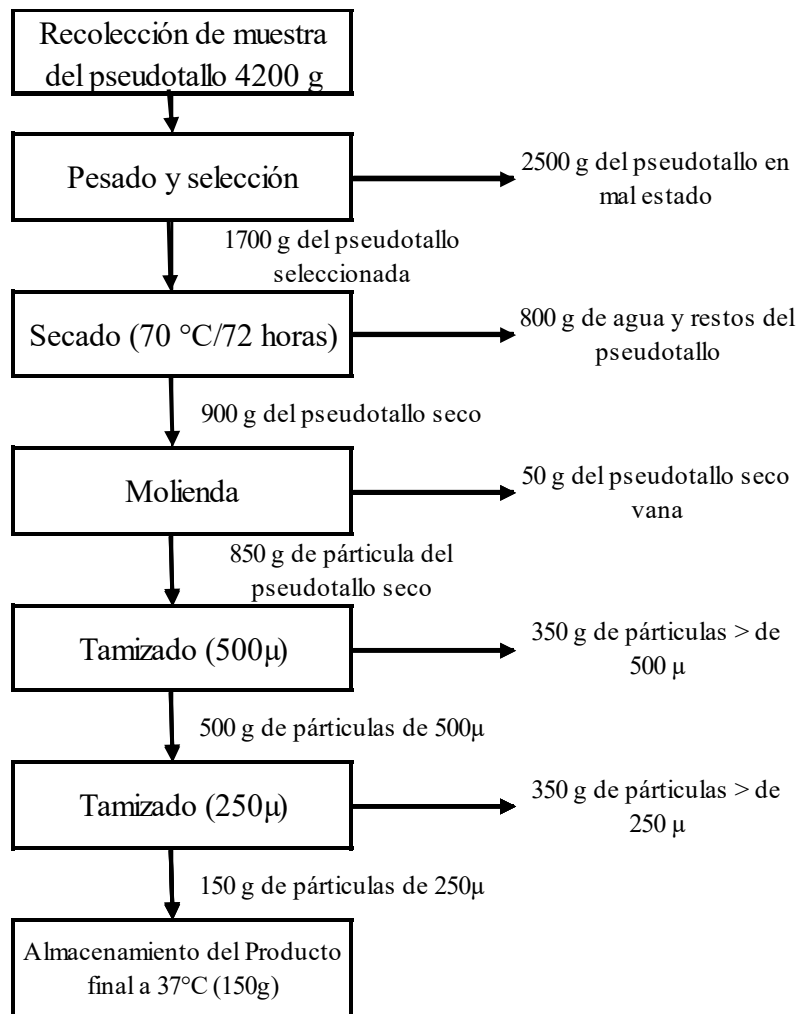 Recolección de muestra
del pseudotallo 4200 g
Pesado y selección
2500 g del pseudotallo en
mal estado
1700 g del pseudotallo
seleccionada
Secado (70 °C/72 horas)
800 g de agua y restos del
pseudotallo
900 g del pseudotallo seco
Molienda
50 g del pseudotallo seco
vana
850 g de párticula del
pseudotallo seco
Tamizado (500μ)
350 g de párticulas > de
500 μ
500 g de párticulas de 500μ
Tamizado (250μ)
350 g de párticulas > de
250 μ
150 g de párticulas de 250μ
Almacenamiento del Producto
final a 37°C (150g)